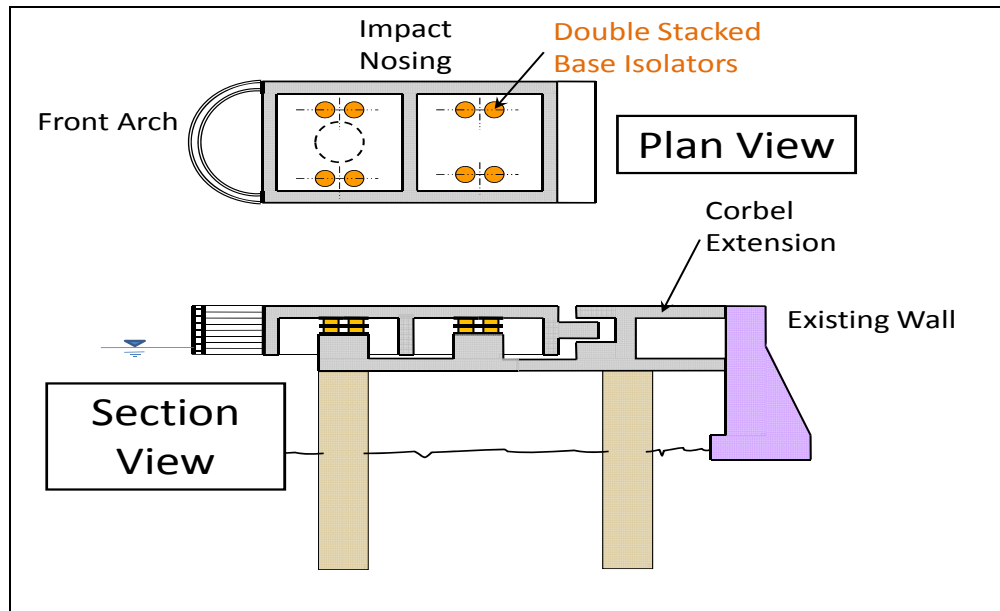 Impact
Nosing
Double Stacked
Base Isolators
Front Arch
Plan View
Corbel
Extension
Existing Wall
Section
View